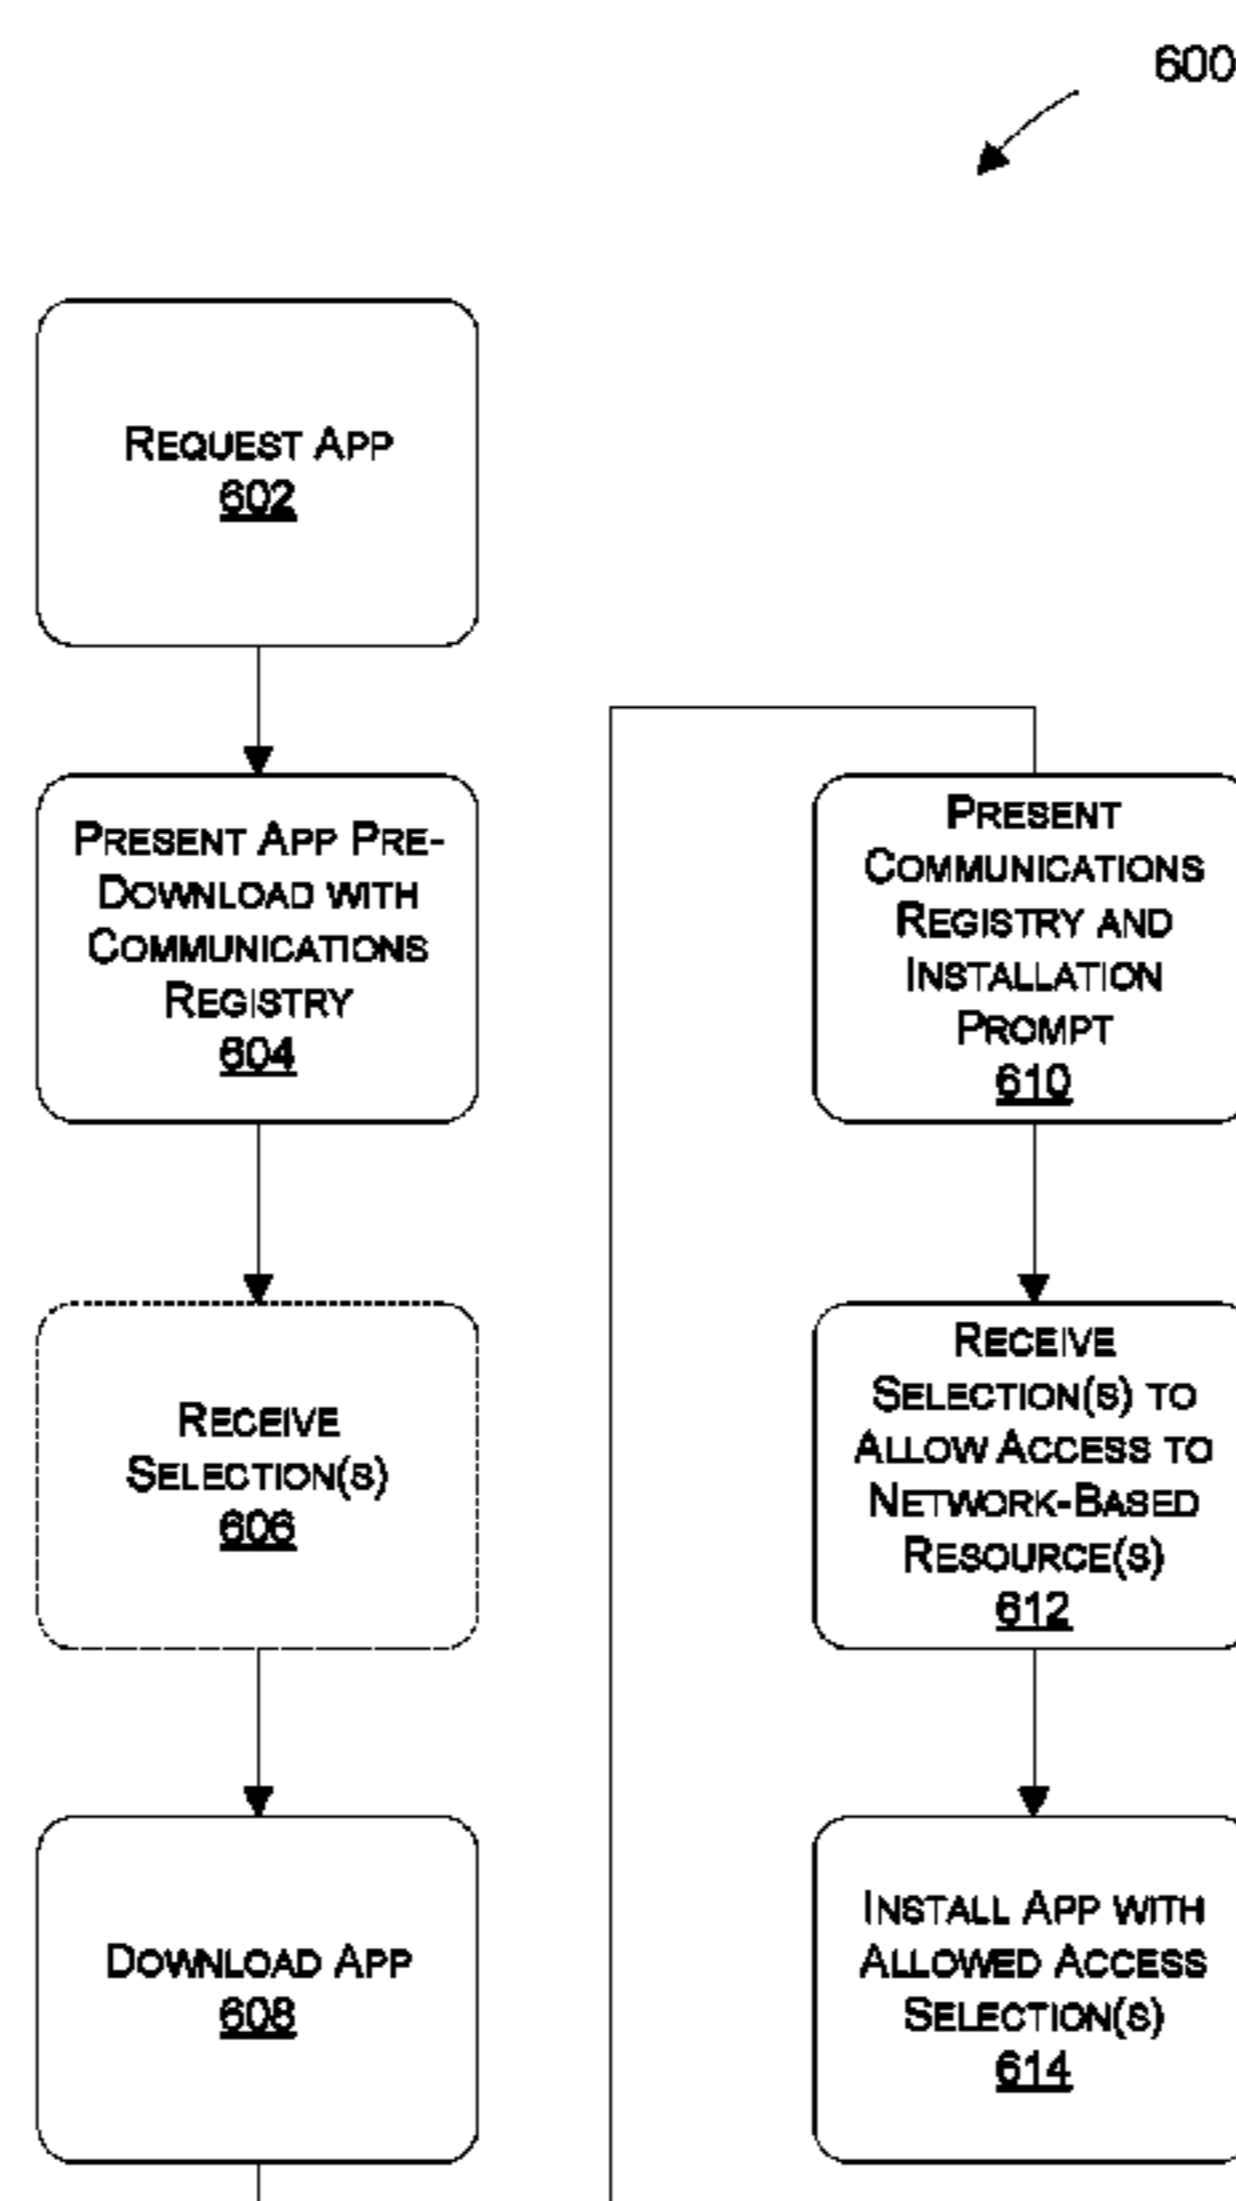 600
REQUEST APP
602
PRESENT APP PRE-
DOWNLOAD WITH
COMMUNICATIONS
REGISTRY
604
RECEIVE
SELECTION(S)
606
DOWNLOAD APP
608
PRESENT
COMMUNICATIONS
REGISTRY AND
INSTALLATION
PROMPT
610
RECEIVE
SELECTION(S) TO
ALLOW ACCESS TO
NETWORK-BASED
RESOURCE(S)
612
INSTALL APP WITH
ALLOWED ACCESS
SELECTION(S)
614